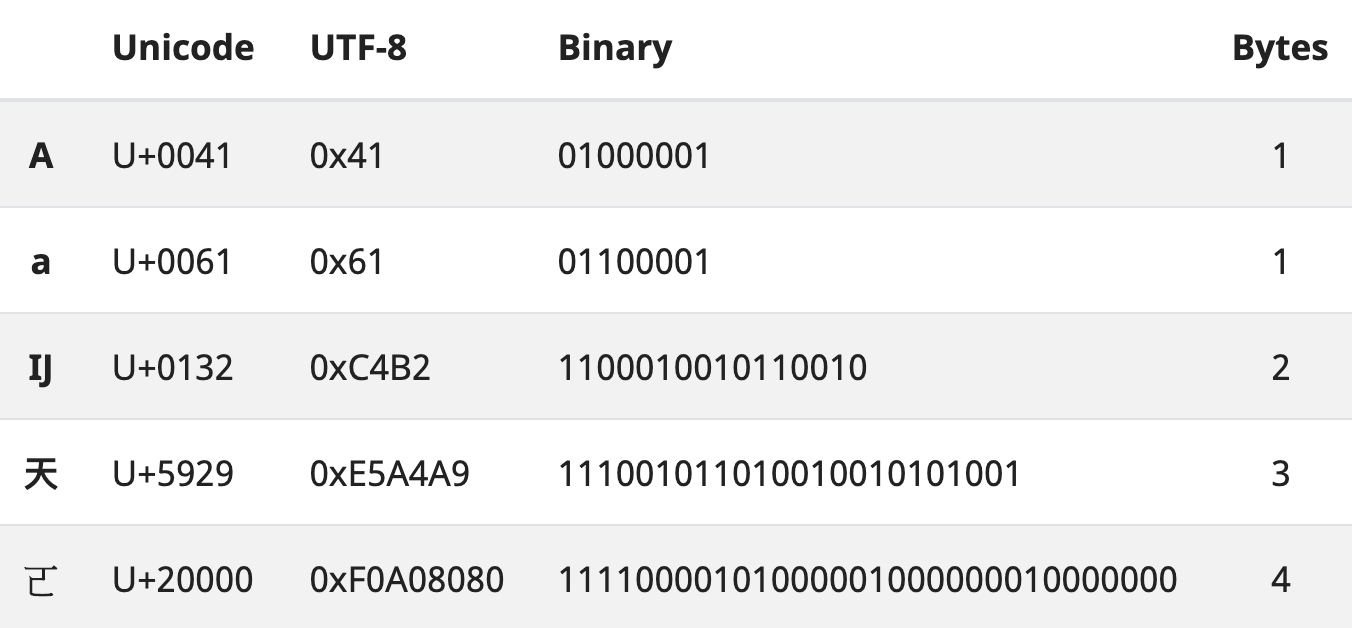 Unicode UTF-8 Binary Bytes
A U+0041 0x41 01000001 1
a U+0061 0x61 01100001 1
IJ U+0132 0xC4B2 1100010010110010 2
天 U+5929 0xE5A4A9 111001011010010010101001 3
𠀀 U+20000 0xF0A08080 11110000101000001000000010000000 4